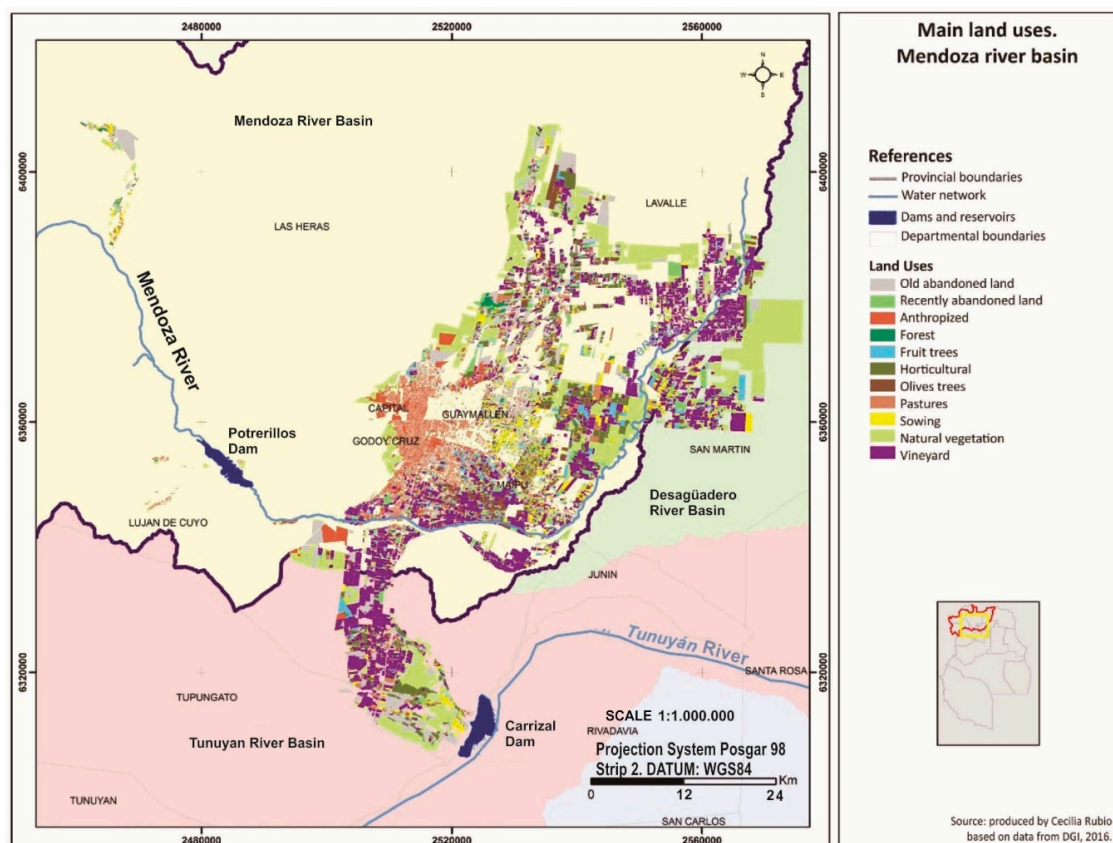 2480000
2520000
2560000
Main land uses.
Mendoza river basin
N
W
E
S
Mendoza River Basin
6400000
6400000
LAVALLE
LAS HERAS
Mendoza River
CAPITAL
GUAYMALLEN
GODOY CRUZ
6360000
6360000
Potrerillos
Dam
SAN MARTIN
MAIPU
Desagüadero
River Basin
LUJAN DE CUYO
JUNIN
Tunuyán River
6320000
6320000
SANTA ROSA
TUPUNGATO
Carrizal
Dam
SCALE 1:1.000.000
RIVADAVIA
Tunuyan River Basin
Projection System Posgar 98
Strip 2. DATUM: WGS84
Km
0
12
24
TUNUYAN
SAN CARLOS
2480000
2520000
2560000
References
Provincial boundaries
Water network
Dams and reservoirs
Departmental boundaries
Land Uses
Old abandoned land
Recently abandoned land
Anthropized
Forest
Fruit trees
Horticultural
Olives trees
Pastures
Sowing
Natural vegetation
Vineyard
Source: produced by Cecilia Rubio
based on data from DGI, 2016.